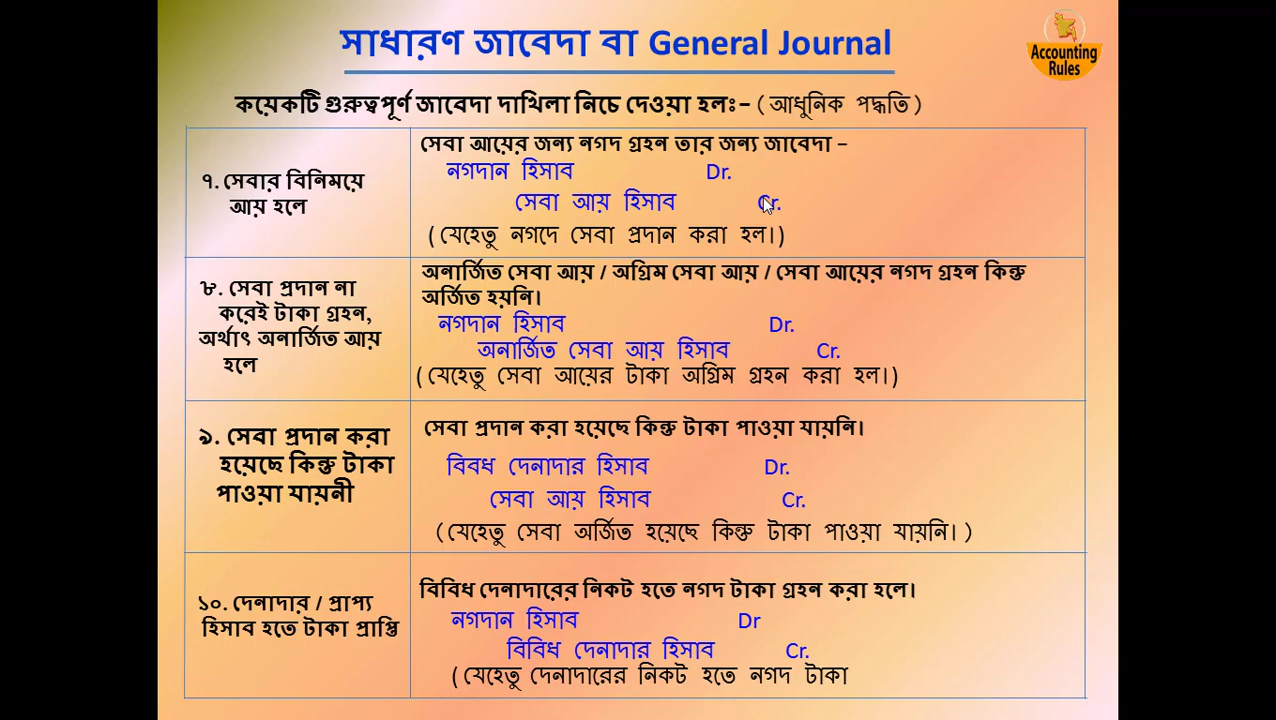 সাধারণ জাবেদা বা General Journal
Accounting
Rules
কয়েকটি গুরুত্বপূর্ণ জাবেদা দাখিলা নিচে দেওয়া হলঃ- (আধুনিক পদ্ধতি)
৭. সেবার বিনিময়ে
আয় হলে
সেবা আয়ের জন্য নগদ গ্রহন তার জন্য জাবেদা –
নগদান হিসাব Dr.
সেবা আয় হিসাব Cr.
(যেহেতু নগদে সেবা প্রদান করা হল।)
৮. সেবা প্রদান না
করেই টাকা গ্রহন,
অর্থাৎ অনার্জিত আয়
হলে
অনার্জিত সেবা আয় / অগ্রিম সেবা আয় / সেবা আয়ের নগদ গ্রহন কিন্তু
অর্জিত হয়নি।
নগদান হিসাব Dr.
অনার্জিত সেবা আয় হিসাব Cr.
(যেহেতু সেবা আয়ের টাকা অগ্রিম গ্রহন করা হল।)
৯. সেবা প্রদান করা
হয়েছে কিন্তু টাকা
পাওয়া যায়নী
সেবা প্রদান করা হয়েছে কিন্তু টাকা পাওয়া যায়নি।
বিবধ দেনাদার হিসাব Dr.
সেবা আয় হিসাব Cr.
(যেহেতু সেবা অর্জিত হয়েছে কিন্তু টাকা পাওয়া যায়নি। )
১০. দেনাদার / প্রাপ্য
হিসাব হতে টাকা প্রাপ্তি
বিবিধ দেনাদারের নিকট হতে নগদ টাকা গ্রহন করা হলে।
নগদান হিসাব Dr
বিবিধ দেনাদার হিসাব Cr.
(যেহেতু দেনাদারের নিকট হতে নগদ টাকা